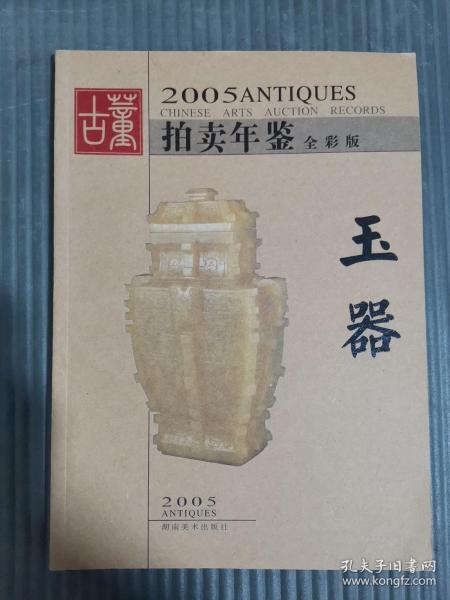 古董
2005ANTIQUES
CHINESE ARTS AUCTION RECORDS
拍卖年鉴 全彩版
玉器
2005
ANTIQUES
湖南美术出版社
孔夫子旧书网
www.kongfz.com